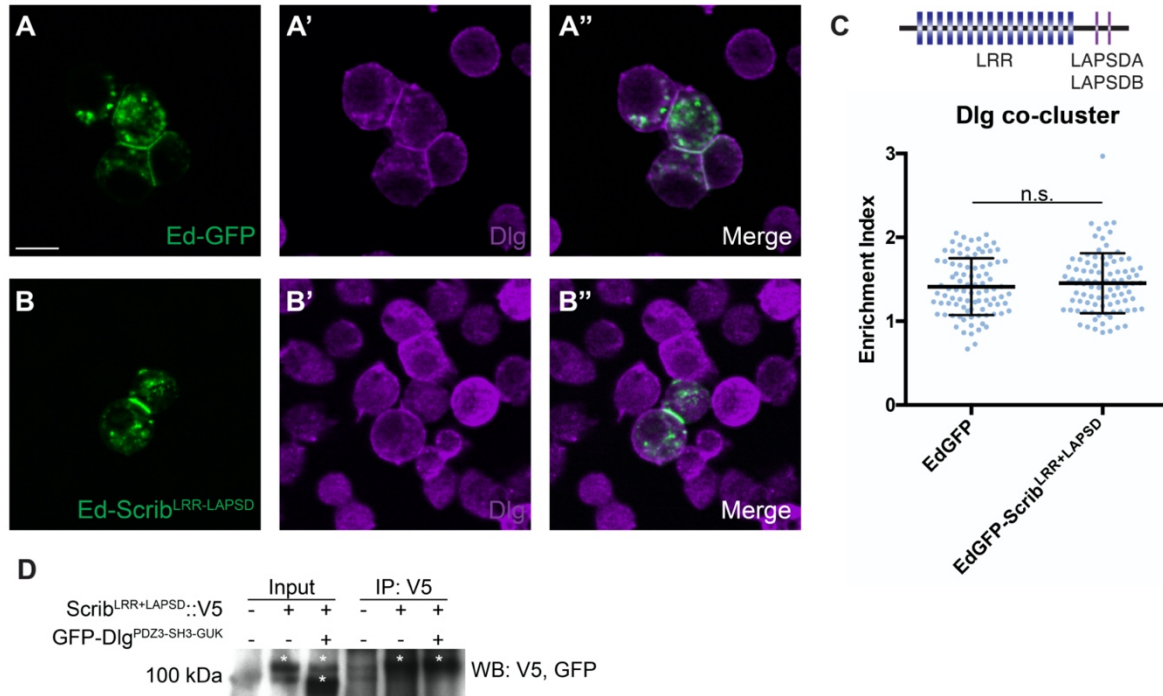 A
Ed-GFP
A'
Dlg
A"
Merge
B
Ed-Scrib^LRR-LAPSD
B'
Dlg
B"
Merge
C
LRR
LAPSDA
LAPSDB
Dlg co-cluster
Enrichment Index
3
2
1
0
n.s.
EdGFP
EdGFP-Scrib^LRR+LAPSD
D
Input IP: V5
Scrib^LRR+LAPSD::V5 - + + - + +
GFP-Dlg^PDZ3-SH3-GUK - - + - - +
100 kDa * * * * * WB: V5, GFP